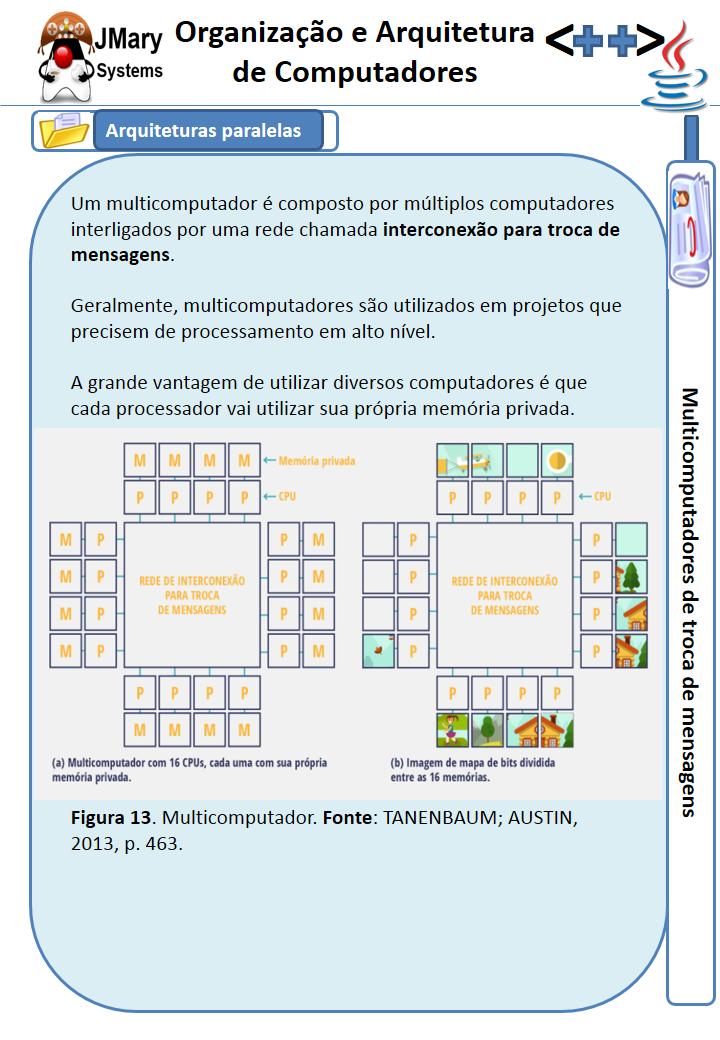 JMary
Systems
Organização e Arquitetura
de Computadores
<++>
Arquiteturas paralelas
Um multicomputador é composto por múltiplos computadores
interligados por uma rede chamada interconexão para troca de
mensagens.
Geralmente, multicomputadores são utilizados em projetos que
precisem de processamento em alto nível.
A grande vantagem de utilizar diversos computadores é que
cada processador vai utilizar sua própria memória privada.
M M M M ← Memória privada
P P P P ← CPU
M P P M
M P P M
M P P M
M P P M
REDE DE INTERCONEXÃO
PARA TROCA
DE MENSAGENS
P P P P
M M M M
(a) Multicomputador com 16 CPUs, cada uma com sua própria
memória privada.
P P P P ← CPU
P P
P P
P P
P P
REDE DE INTERCONEXÃO
PARA TROCA
DE MENSAGENS
P P P P
(b) Imagem de mapa de bits dividida
entre as 16 memórias.
Figura 13. Multicomputador. Fonte: TANENBAUM; AUSTIN,
2013, p. 463.
Multicomputadores de troca de mensagens